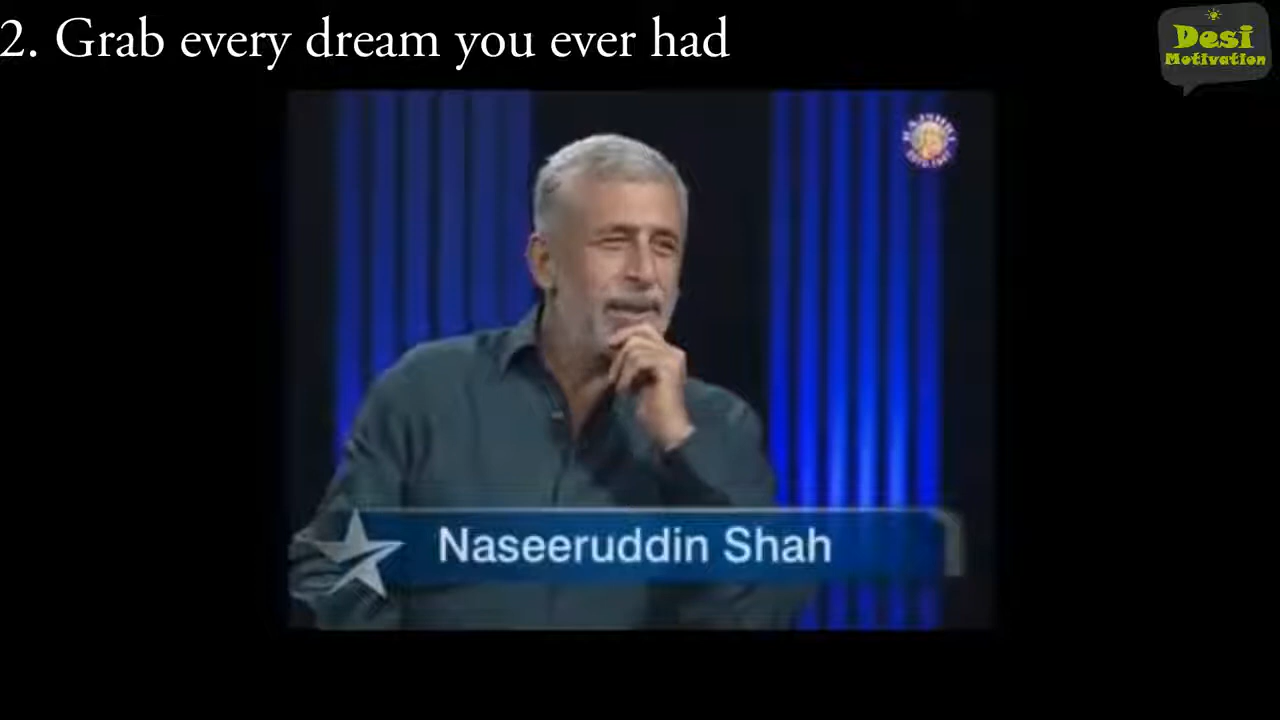 2. Grab every dream you ever had
Desi
Motivation
Naseeruddin Shah